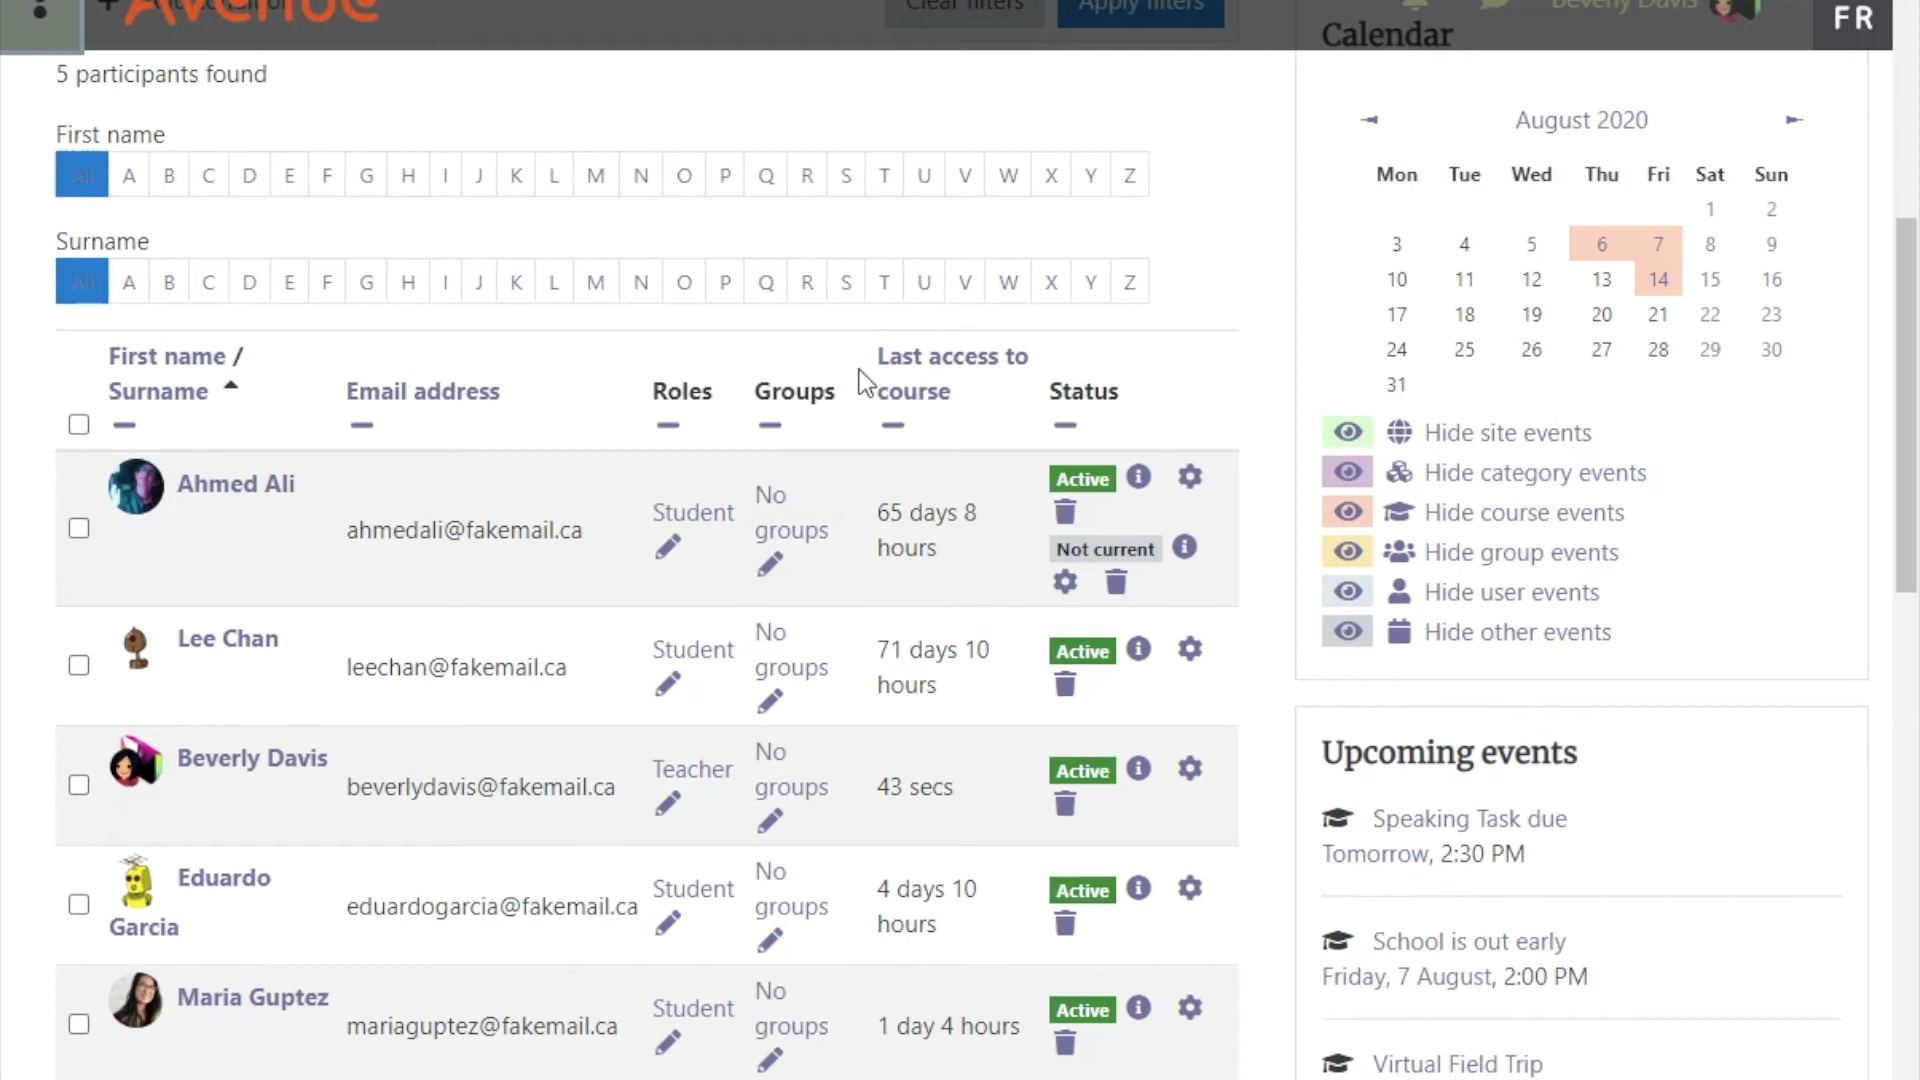 Avenue
Clear filters
Apply filters
Beverly Davis
FR
5 participants found
First name
All A B C D E F G H I J K L M N O P Q R S T U V W X Y Z
Surname
All A B C D E F G H I J K L M N O P Q R S T U V W X Y Z
First name /
Surname
Email address
Roles
Groups
Last access to
course
Status
Ahmed Ali
ahmedali@fakemail.ca
Student
No
groups
65 days 8
hours
Active
Not current
Lee Chan
leechan@fakemail.ca
Student
No
groups
71 days 10
hours
Active
Beverly Davis
beverlydavis@fakemail.ca
Teacher
No
groups
43 secs
Active
Eduardo
Garcia
eduardogarcia@fakemail.ca
Student
No
groups
4 days 10
hours
Active
Maria Guptez
mariaguptez@fakemail.ca
Student
No
groups
1 day 4 hours
Active
Calendar
August 2020
Mon Tue Wed Thu Fri Sat Sun
1 2
3 4 5 6 7 8 9
10 11 12 13 14 15 16
17 18 19 20 21 22 23
24 25 26 27 28 29 30
31
Hide site events
Hide category events
Hide course events
Hide group events
Hide user events
Hide other events
Upcoming events
Speaking Task due
Tomorrow, 2:30 PM
School is out early
Friday, 7 August, 2:00 PM
Virtual Field Trip